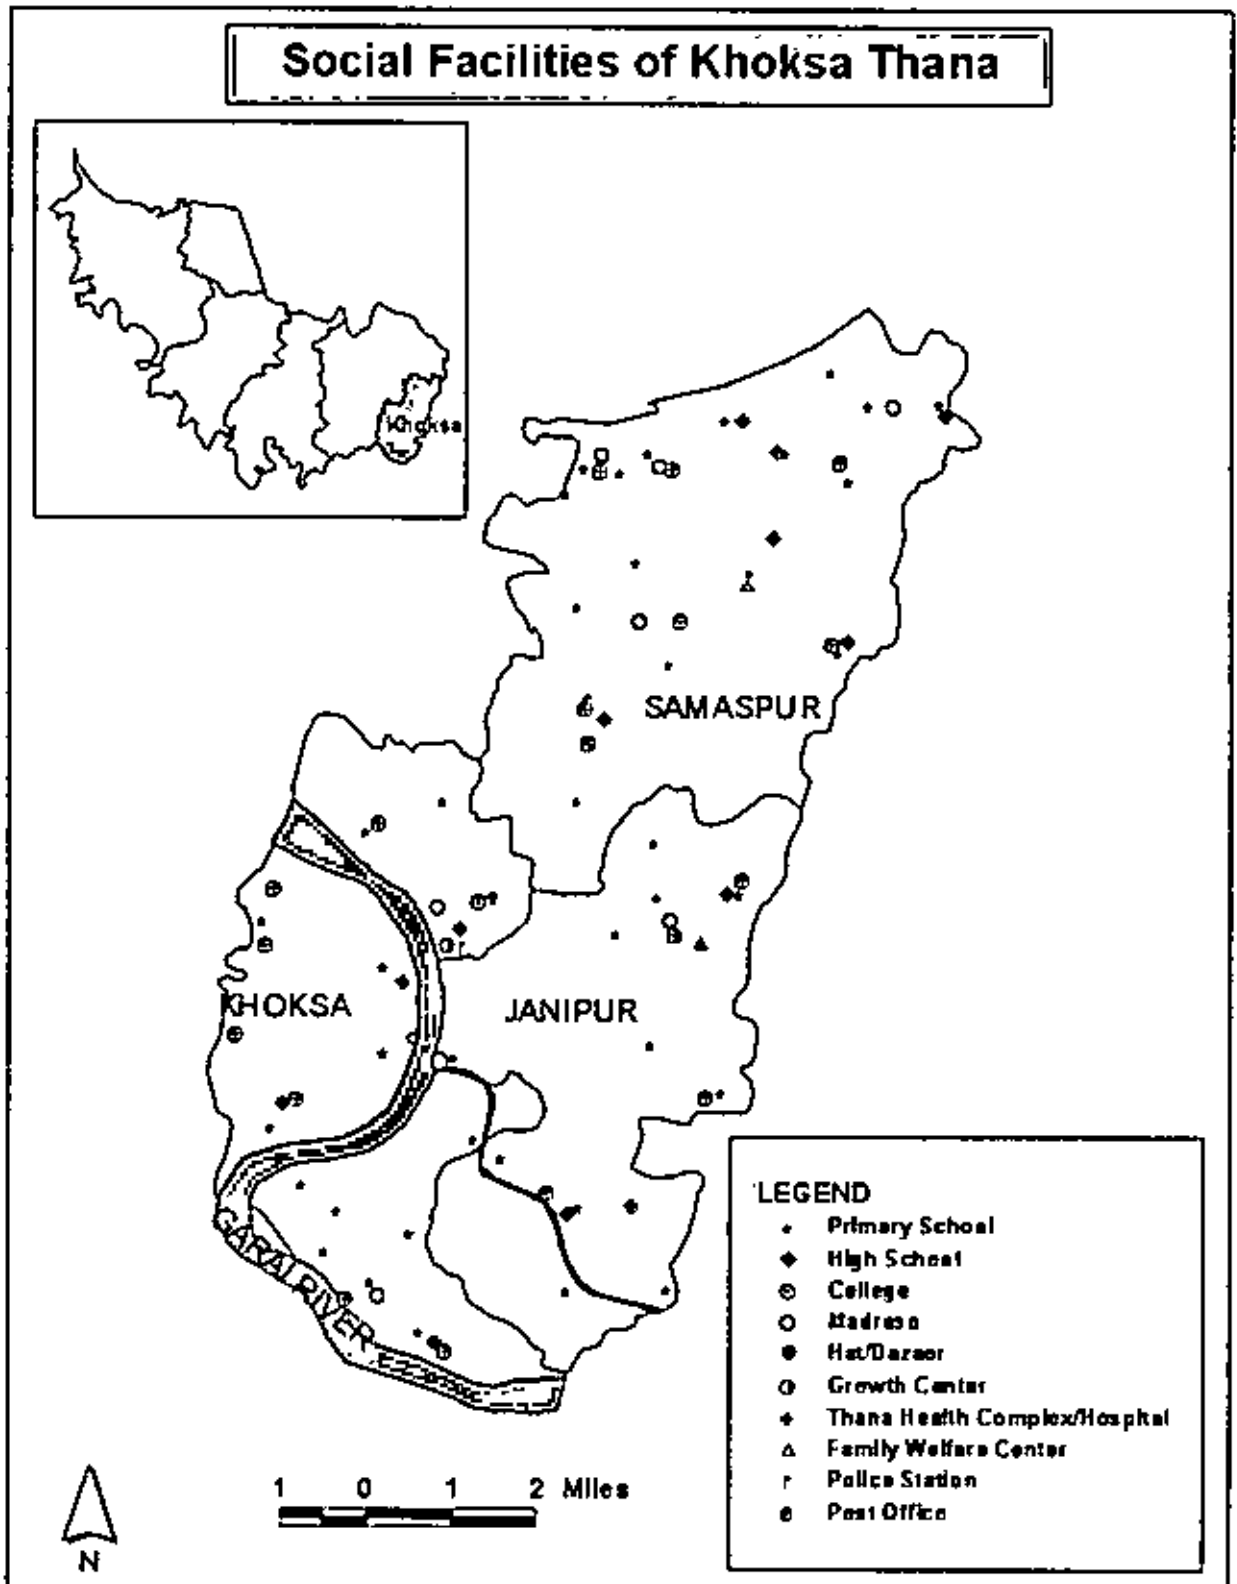 Social Facilities of Khoksa Thana
Khoksa
SAMASPUR
KHOKSA
JANIPUR
GARAI RIVER
LEGEND
Primary School
High School
College
Madrasa
Hat/Bazaar
Growth Center
Thana Health Complex/Hospital
Family Welfare Center
Police Station
Post Office
1 0 1 2 Miles
N